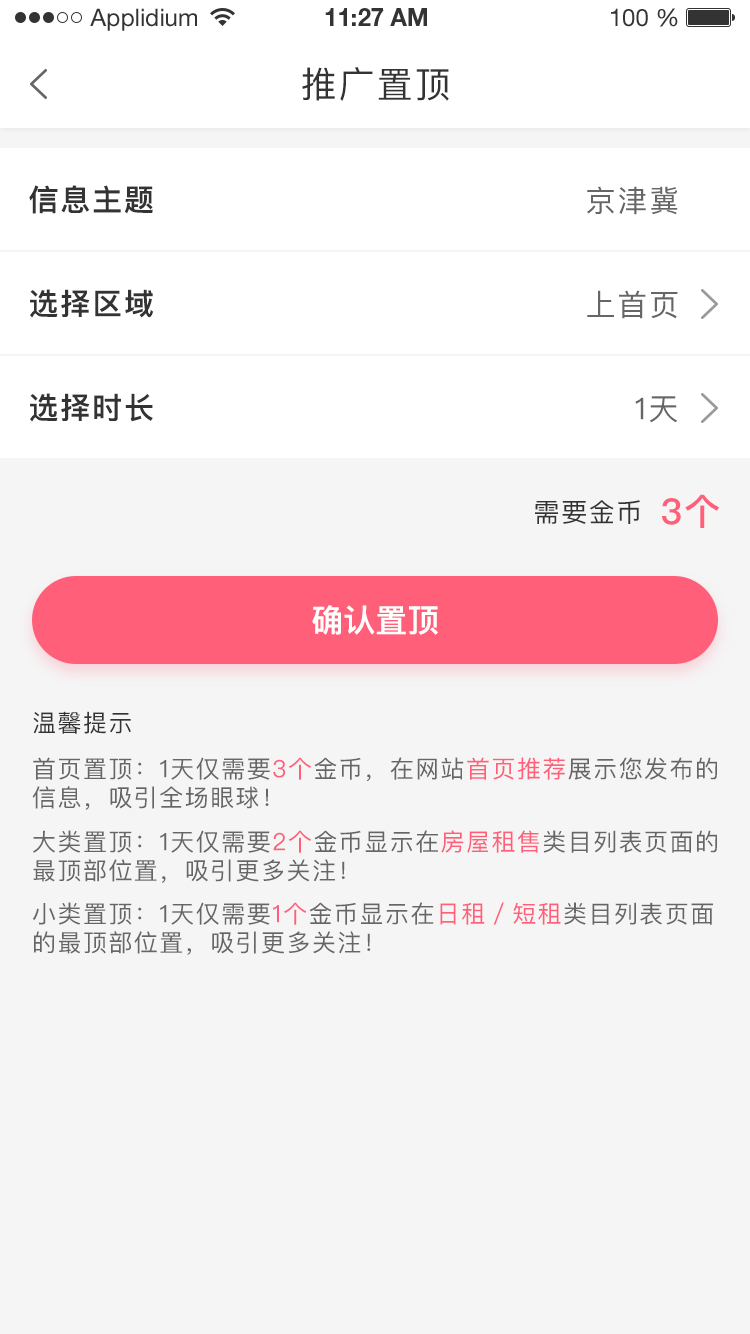 Applidium 11:27 AM 100 %
推广置顶
信息主题 京津冀
选择区域 上首页
选择时长 1天
需要金币 3个
确认置顶
温馨提示
首页置顶：1天仅需要3个金币，在网站首页推荐展示您发布的
信息，吸引全场眼球！
大类置顶：1天仅需要2个金币显示在房屋租售类目列表页面的
最顶部位置，吸引更多关注！
小类置顶：1天仅需要1个金币显示在日租 / 短租类目列表页面
的最顶部位置，吸引更多关注！